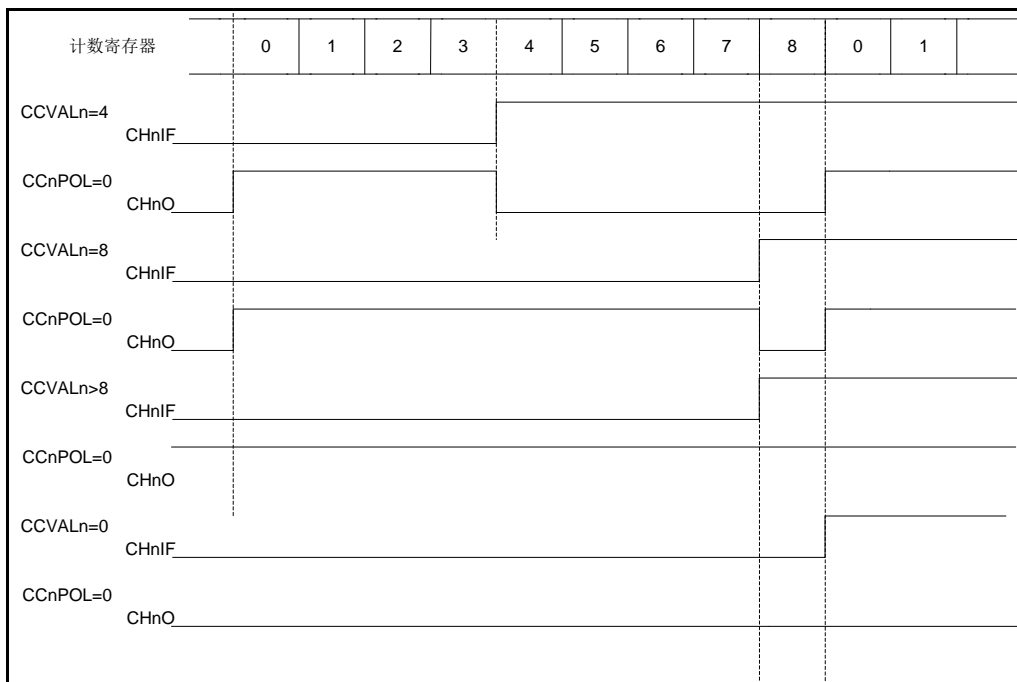 计数寄存器 0 1 2 3 4 5 6 7 8 0 1
CCVALn=4
CHnIF
CCnPOL=0
CHnO
CCVALn=8
CHnIF
CCnPOL=0
CHnO
CCVALn>8
CHnIF
CCnPOL=0
CHnO
CCVALn=0
CHnIF
CCnPOL=0
CHnO